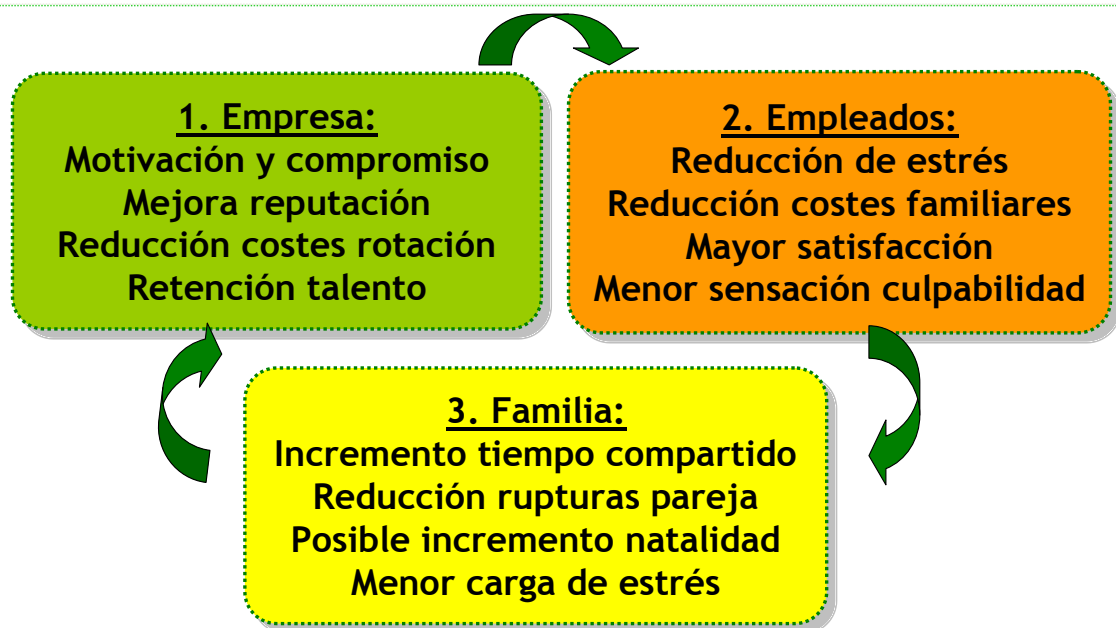 1. Empresa:
Motivación y compromiso
Mejora reputación
Reducción costes rotación
Retención talento
2. Empleados:
Reducción de estrés
Reducción costes familiares
Mayor satisfacción
Menor sensación culpabilidad
3. Familia:
Incremento tiempo compartido
Reducción rupturas pareja
Posible incremento natalidad
Menor carga de estrés